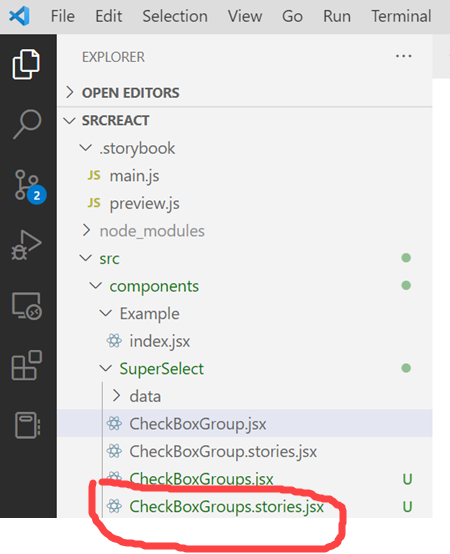 File Edit Selection View Go Run Terminal
EXPLORER
OPEN EDITORS
SRCREACT
.storybook
JS main.js
JS preview.js
node_modules
2
src
components
Example
index.jsx
SuperSelect
data
CheckBoxGroup.jsx
CheckBoxGroup.stories.jsx
CheckBoxGroups.jsx U
CheckBoxGroups.stories.jsx U